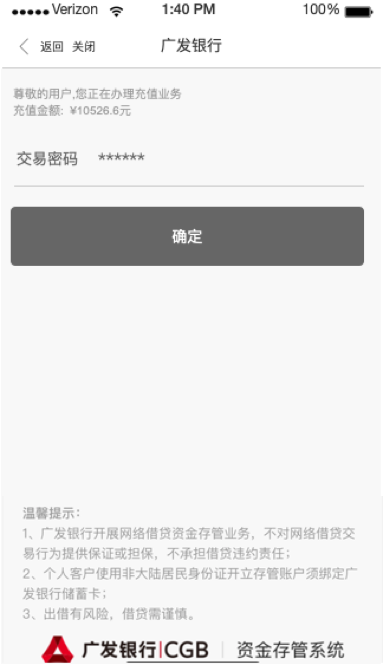 Verizon 1:40 PM 100%
返回 关闭 广发银行
尊敬的用户,您正在办理充值业务
充值金额: ¥10526.6元
交易密码 ******
确定
温馨提示：
1、广发银行开展网络借贷资金存管业务，不对网络借贷交
易行为提供保证或担保，不承担借贷违约责任；
2、个人客户使用非大陆居民身份证开立存管账户须绑定广
发银行储蓄卡；
3、出借有风险，借贷需谨慎。
广发银行|CGB 资金存管系统